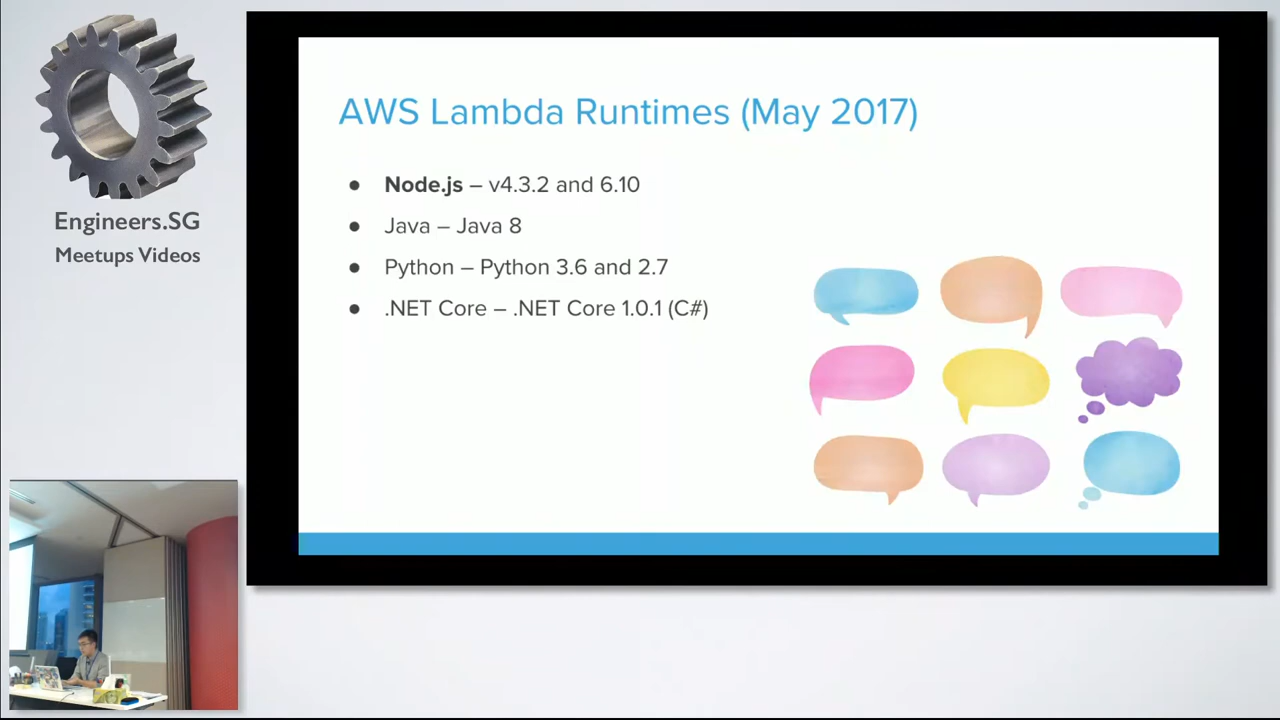 Engineers.SG
Meetups Videos
AWS Lambda Runtimes (May 2017)
● Node.js – v4.3.2 and 6.10
● Java – Java 8
● Python – Python 3.6 and 2.7
● .NET Core – .NET Core 1.0.1 (C#)